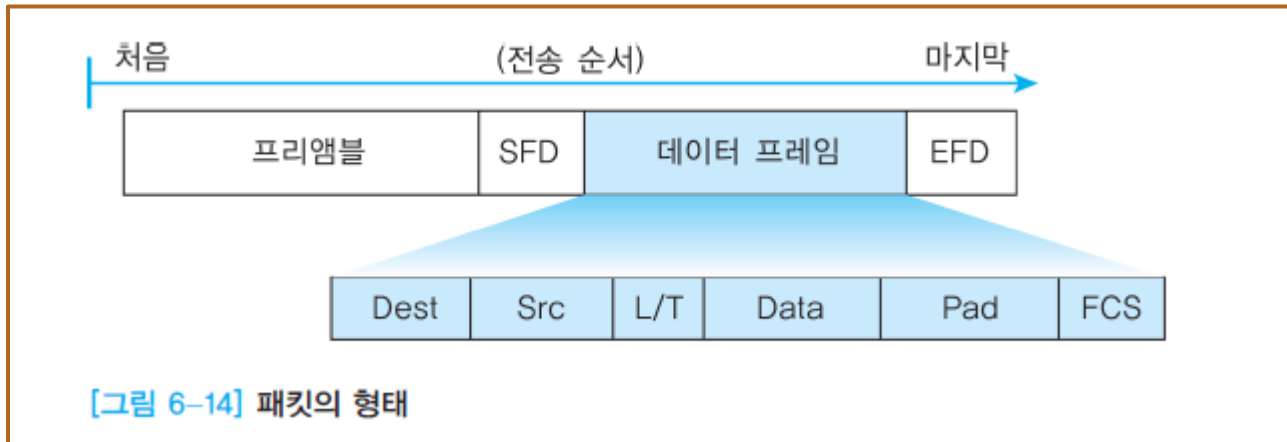 처음 (전송 순서) 마지막
프리앰블 SFD 데이터 프레임 EFD
Dest Src L/T Data Pad FCS
[그림 6-14] 패킷의 형태